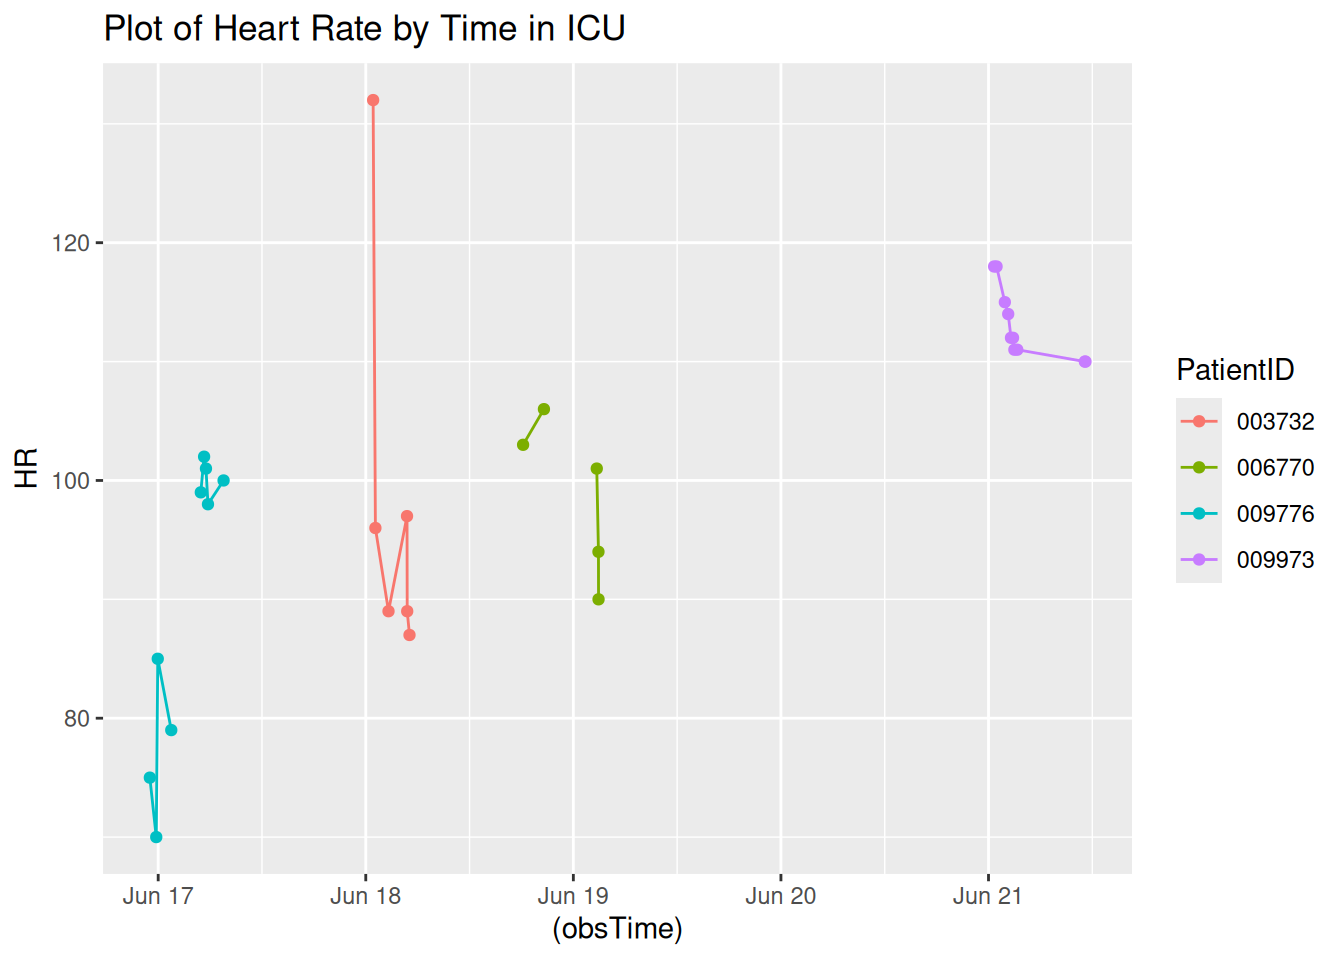 Plot of Heart Rate by Time in ICU
HR
120
100
80
Jun 17
Jun 18
Jun 19
Jun 20
Jun 21
(obsTime)
PatientID
003732
006770
009776
009973